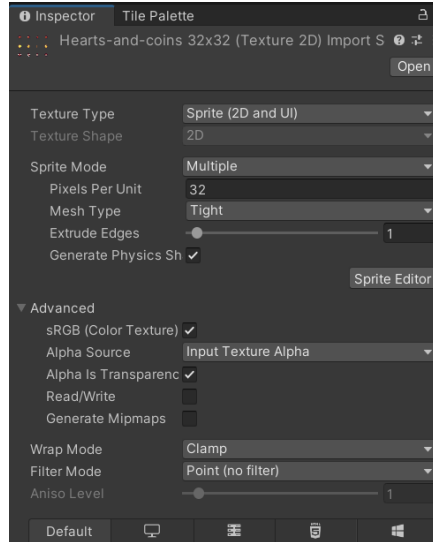 Inspector Tile Palette
Hearts-and-coins 32x32 (Texture 2D) Import S
Open
Texture Type Sprite (2D and UI)
Texture Shape 2D
Sprite Mode Multiple
Pixels Per Unit 32
Mesh Type Tight
Extrude Edges 1
Generate Physics Sh
Sprite Editor
Advanced
sRGB (Color Texture)
Alpha Source Input Texture Alpha
Alpha Is Transparenc
Read/Write
Generate Mipmaps
Wrap Mode Clamp
Filter Mode Point (no filter)
Aniso Level 1
Default